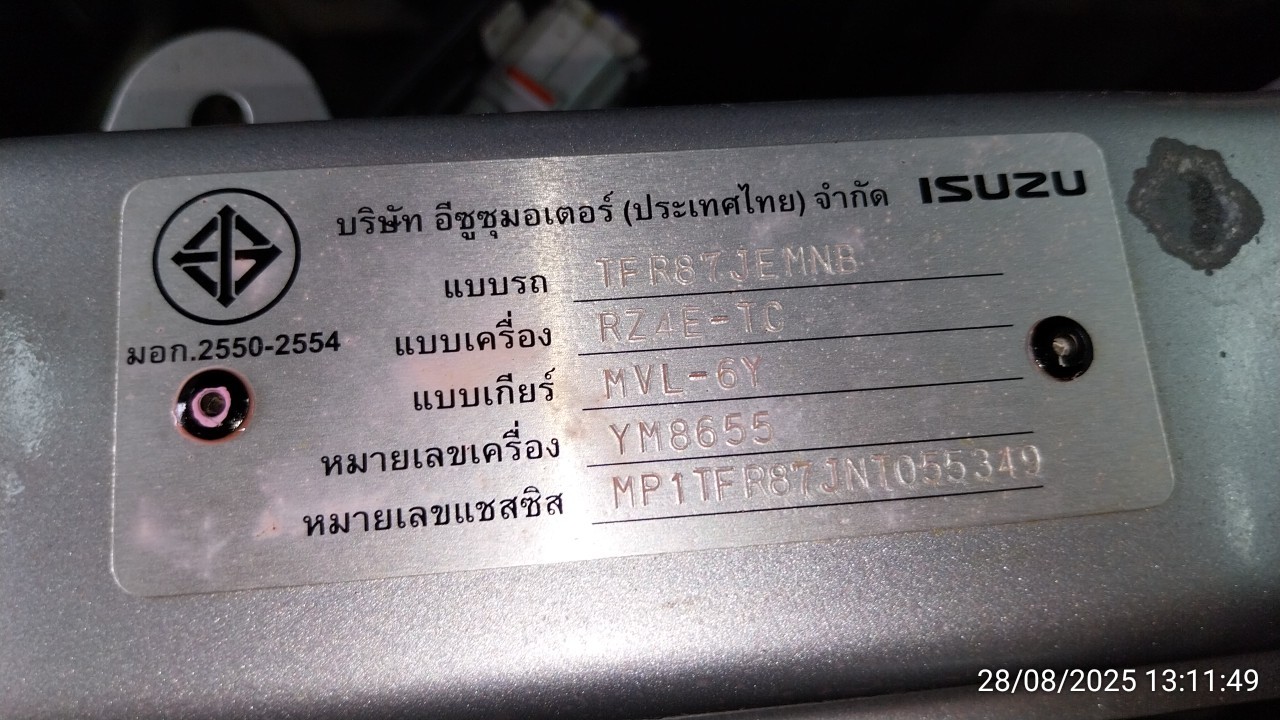 บริษัท อีซูซุมอเตอร์ (ประเทศไทย) จำกัด ISUZU
แบบรถ TFR87JEMNB
แบบเครื่อง RZ4E-TC
มอก.2550-2554
แบบเกียร์ MVL-6Y
หมายเลขเครื่อง YM8655
หมายเลขแชสซิส MP1TFR87JNT055349
28/08/2025 13:11:49